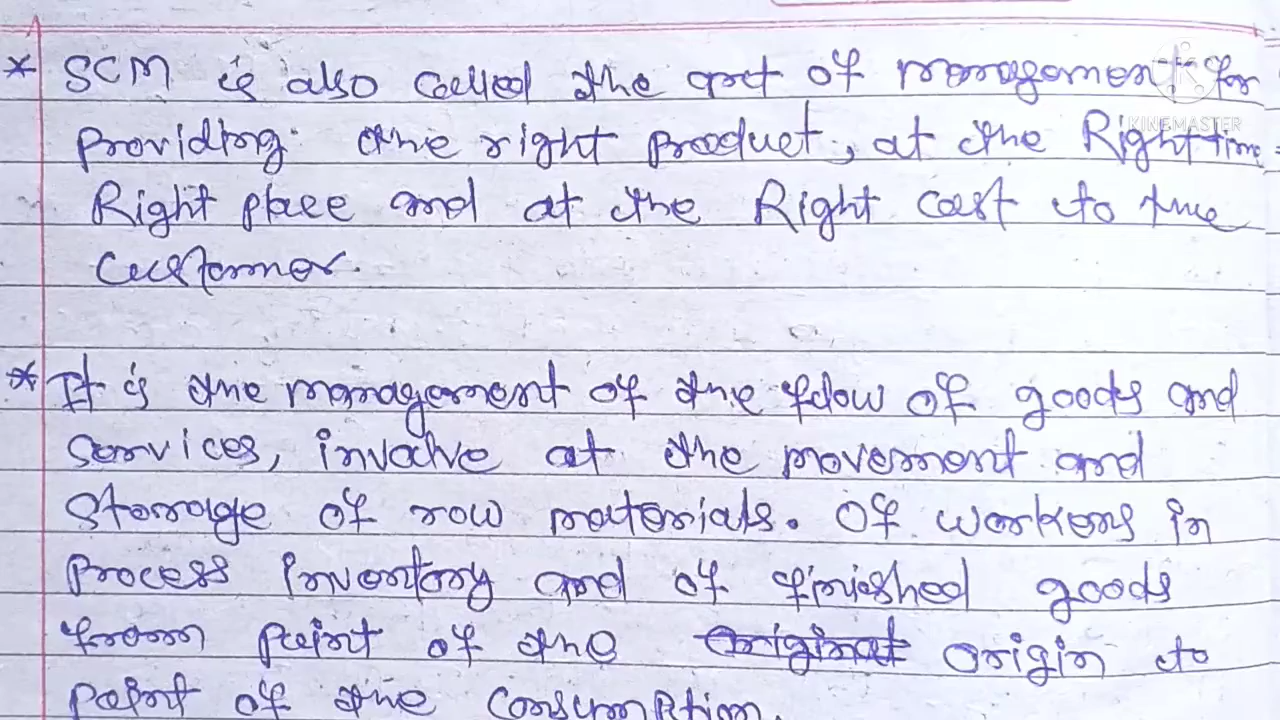 * SCM is also called the art of management for
KINEMASTER
Providing the right product, at the Right time
Right place and at the Right cost to the
Customer.
* It is the management of the flow of goods and
services, involve at the movement and
storage of row materials. Of workers in
Process inventory and of finished goods
from point of the original origin to
point of the consumption.